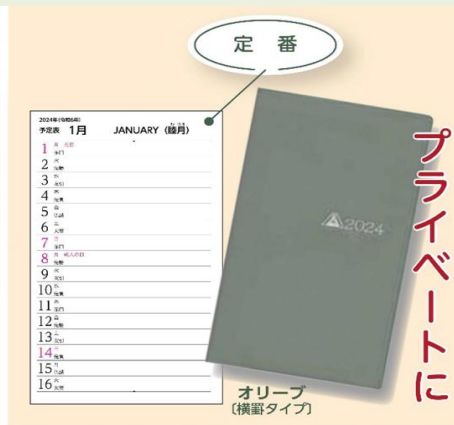 定番
2024年(令和6年)
予定表 1月 JANUARY (睦月)
1 月 元旦
2 火
3 水
4 木
5 金
6 土
7 日
8 月 成人の日
9 火
10 水
11 木
12 金
13 土
14 日
15 月
16 火
2024
プライベートに
オリーブ
〔横罫タイプ〕